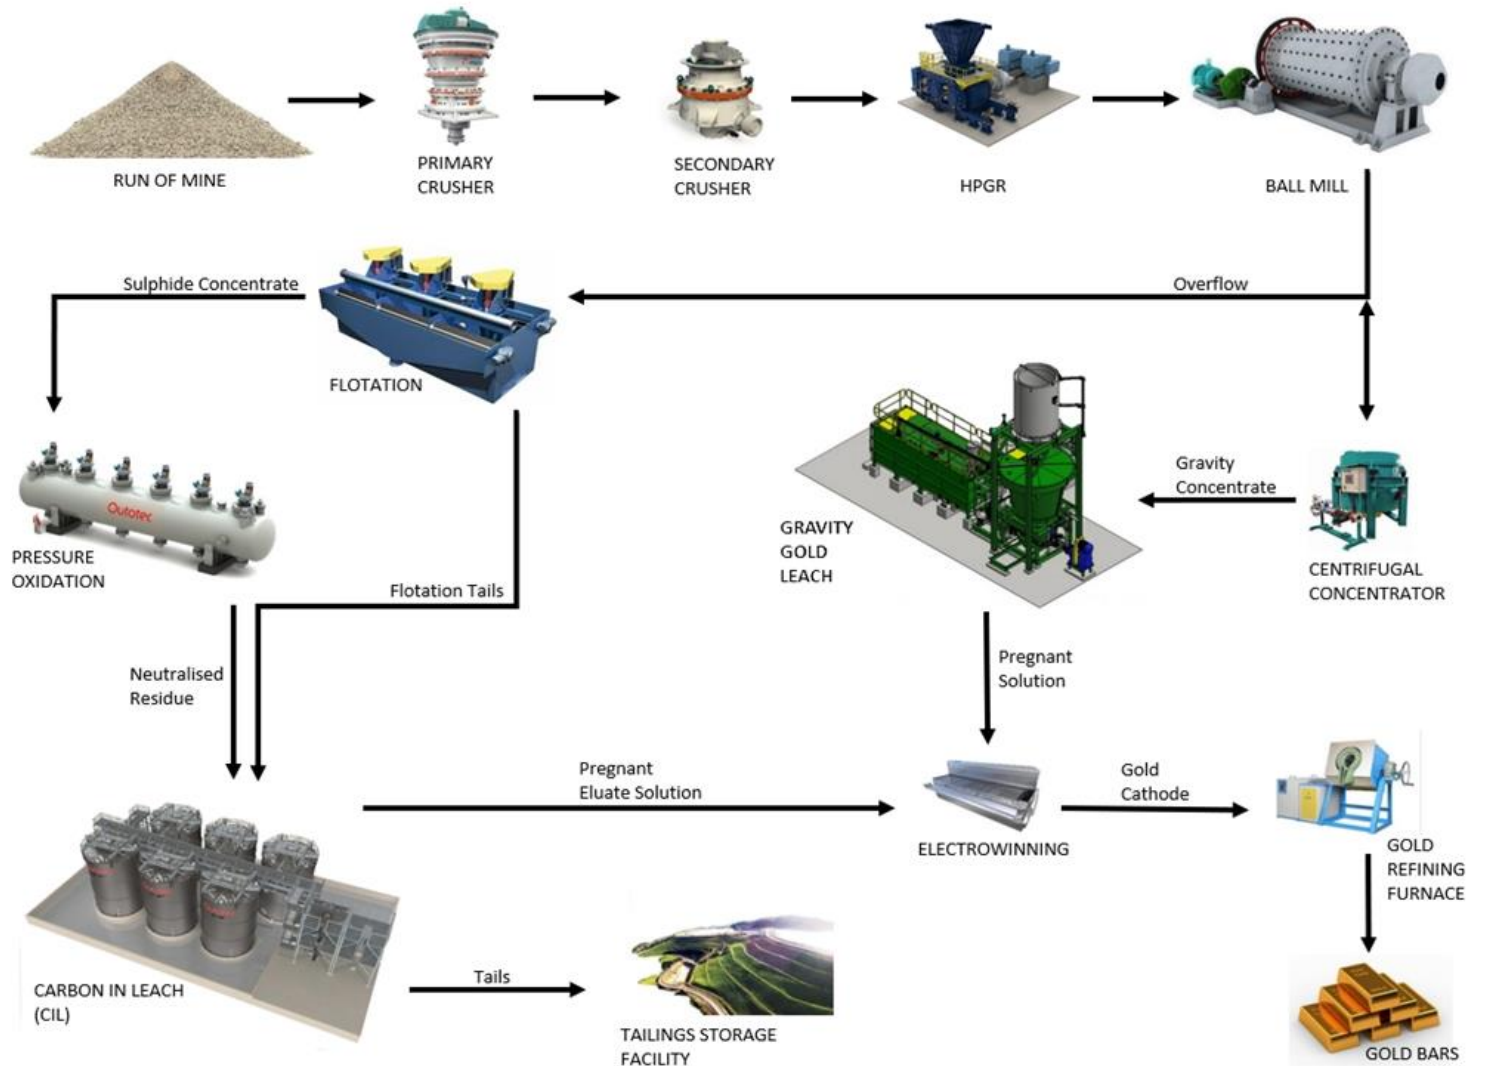 RUN OF MINE
PRIMARY
CRUSHER
SECONDARY
CRUSHER
HPGR
BALL MILL
Sulphide Concentrate
Overflow
FLOTATION
Gravity
Concentrate
Outotec
PRESSURE
OXIDATION
GRAVITY
GOLD
LEACH
CENTRIFUGAL
CONCENTRATOR
Flotation Tails
Neutralised
Residue
Pregnant
Solution
Pregnant
Eluate Solution
Gold
Cathode
ELECTROWINNING
GOLD
REFINING
FURNACE
CARBON IN LEACH
(CIL)
Tails
TAILINGS STORAGE
FACILITY
GOLD BARS